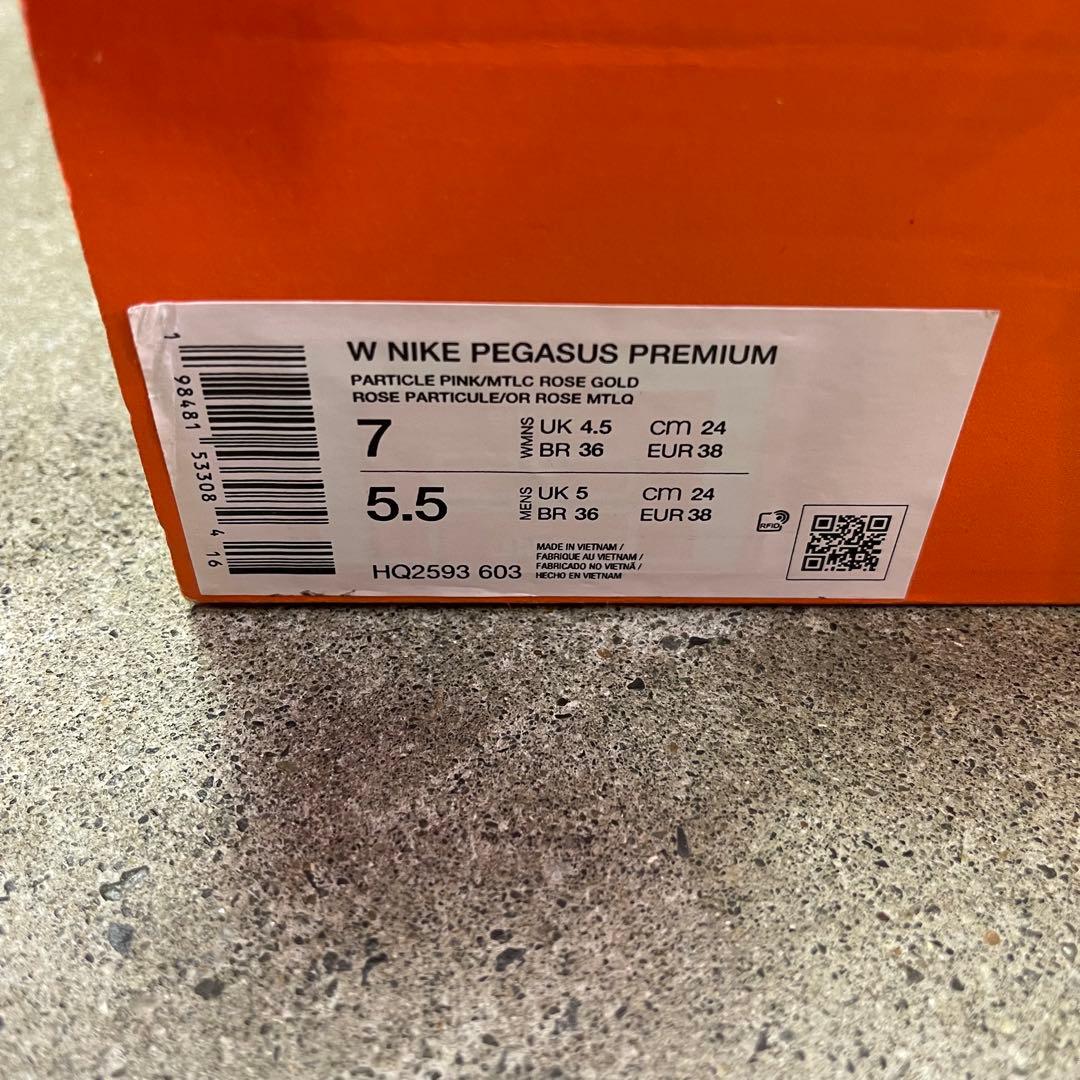 W NIKE PEGASUS PREMIUM
PARTICLE PINK/MTLC ROSE GOLD
ROSE PARTICULE/OR ROSE MTLQ
7 WMNS UK 4.5 cm 24
BR 36 EUR 38
5.5 MENS UK 5 cm 24
BR 36 EUR 38
RFID
HQ2593 603
MADE IN VIETNAM /
FABRIQUE AU VIETNAM /
FABRICADO NO VIETNÃ /
HECHO EN VIETNAM
1 98481 53308 4 16